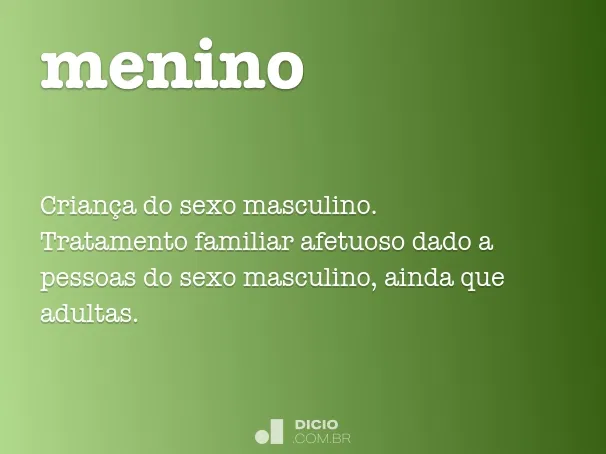 menino
Criança do sexo masculino.
Tratamento familiar afetuoso dado a
pessoas do sexo masculino, ainda que
adultas.
DICIO
.COM.BR